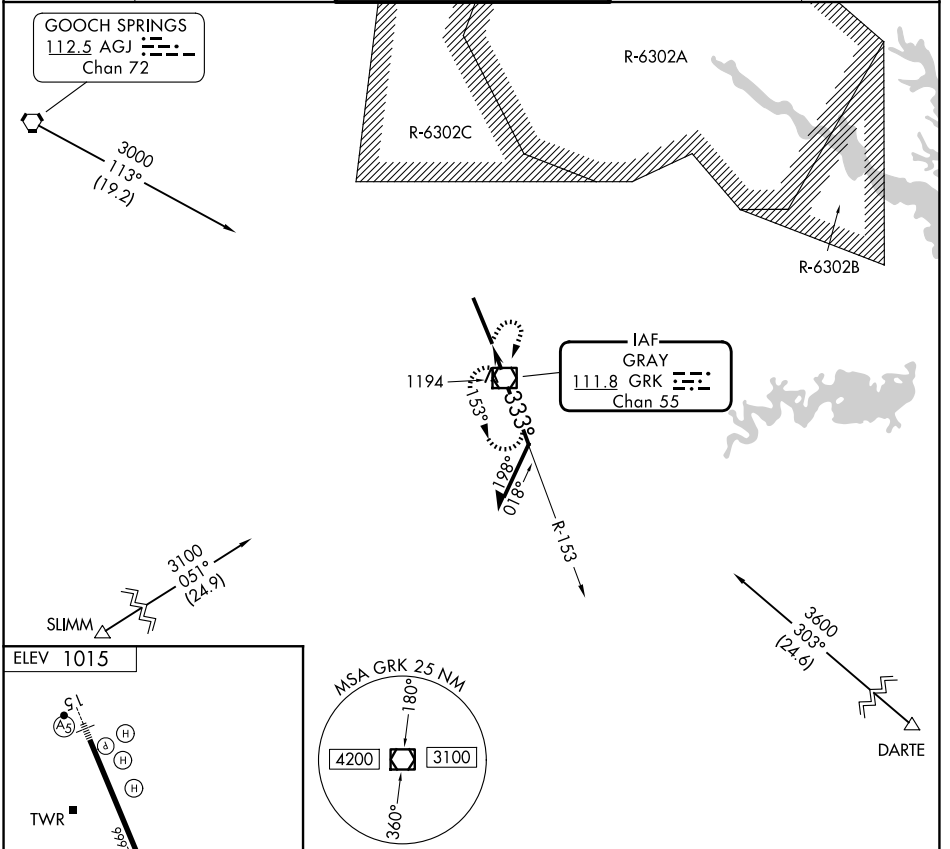 GOOCH SPRINGS
112.5 AGJ
Chan 72
R-6302A
R-6302C
R-6302B
3000
113°
(19.2)
IAF
GRAY
111.8 GRK
Chan 55
1194
333°
153°
198°
018°
R-153
3100
051°
(24.9)
SLIMM
3600
303°
(24.6)
DARTE
ELEV 1015
15
A5
P
H
H
H
TWR
MSA GRK 25 NM
180°
4200
3100
360°